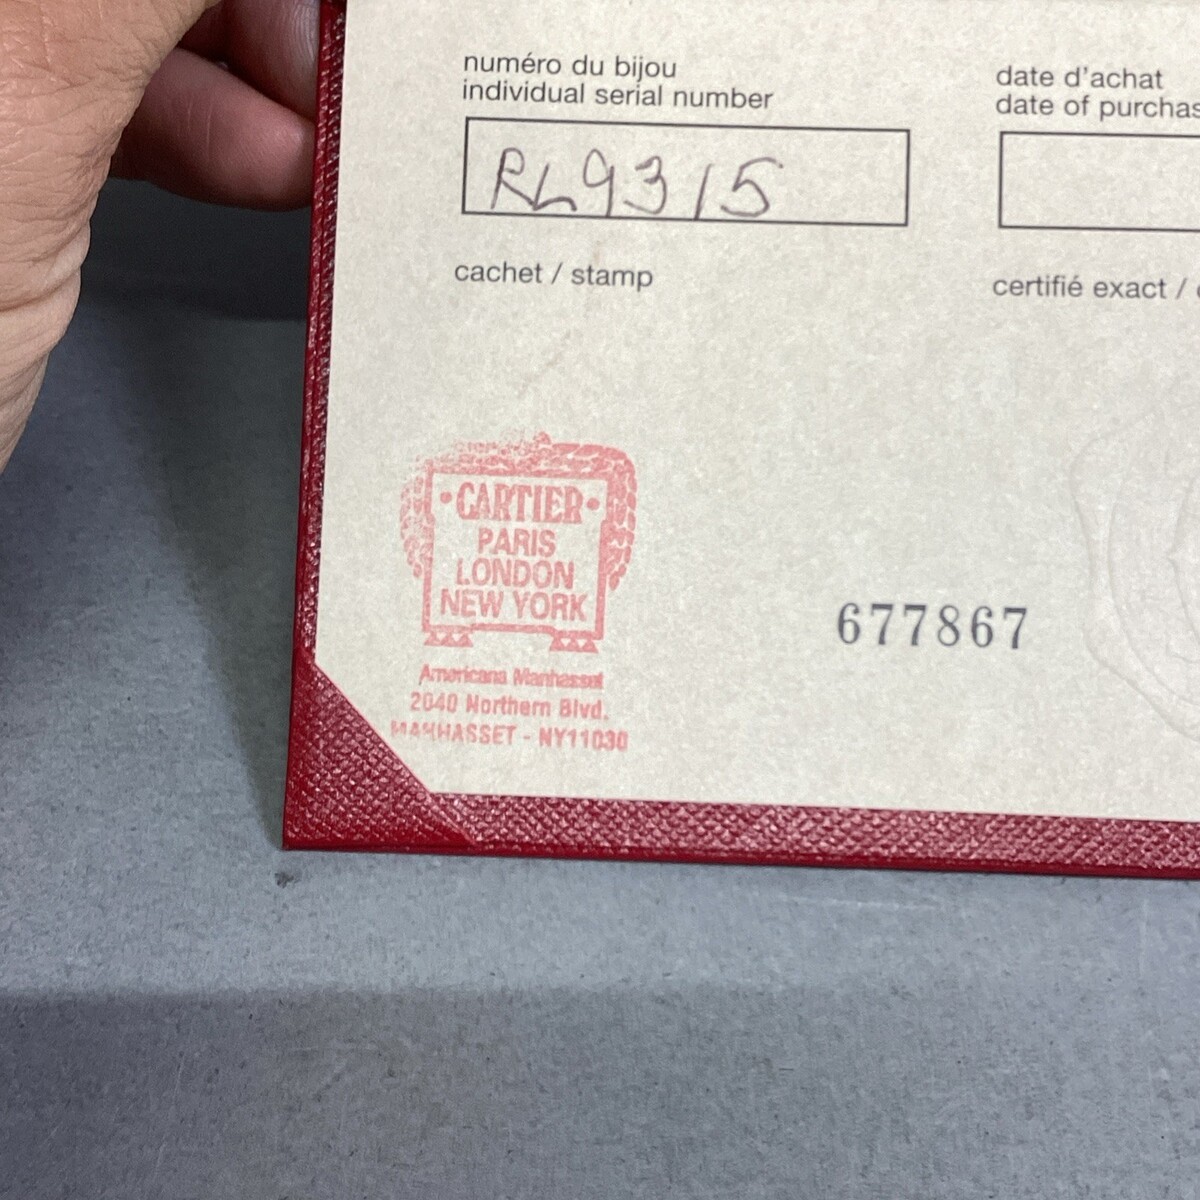 numéro du bijou
individual serial number
RL9315
date d'achat
date of purchas
cachet / stamp
certifié exact /
• CARTIER •
PARIS
LONDON
NEW YORK
Americana Manhasset
2040 Northern Blvd.
MANHASSET - NY11030
677867